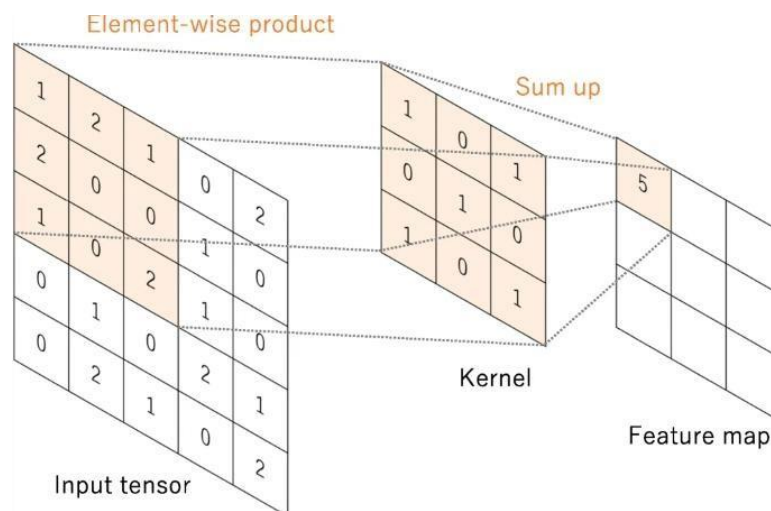 Element-wise product
Sum up
1 2 1 0 2
2 0 0 1 0
1 0 2 1 0
0 1 0 2 1
0 2 1 0 2
1 0 1
0 1 0
1 0 1
5
Input tensor
Kernel
Feature map